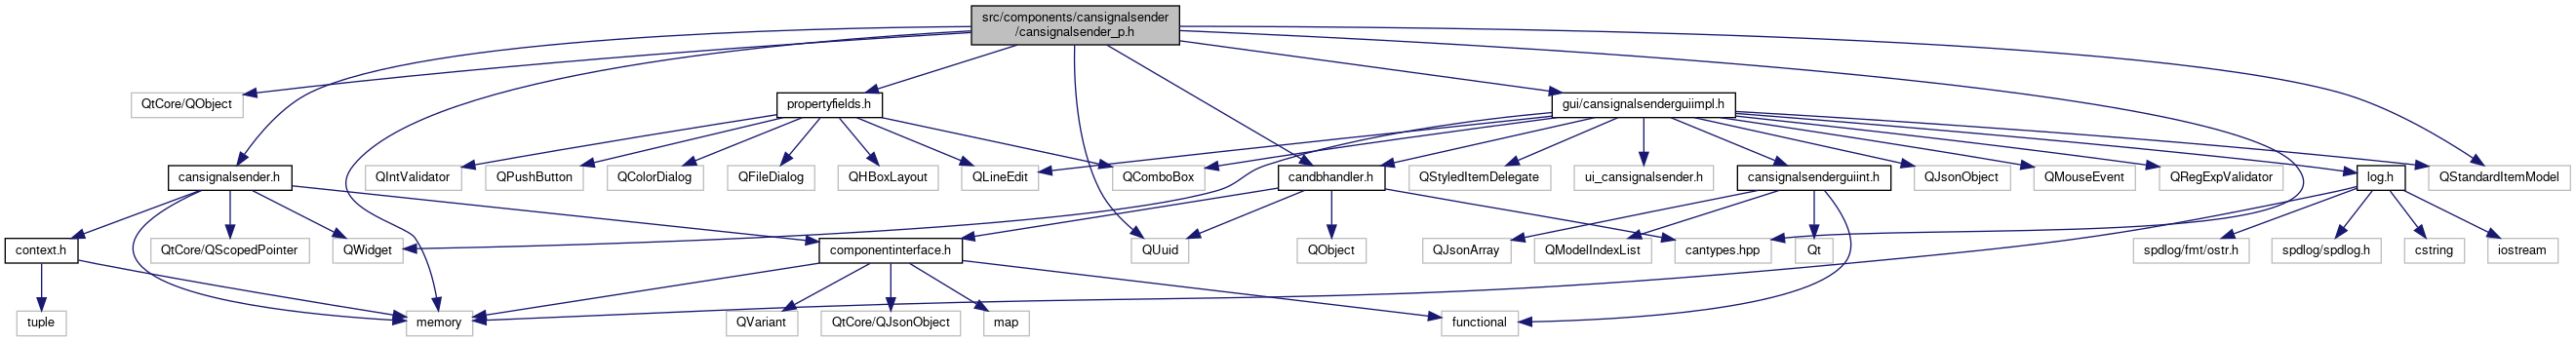 src/components/cansignalsender
/cansignalsender_p.h
QtCore/QObject
propertyfields.h
gui/cansignalsenderguiimpl.h
cansignalsender.h
QIntValidator
QPushButton
QColorDialog
QFileDialog
QHBoxLayout
QLineEdit
QComboBox
candbhandler.h
QStyledItemDelegate
ui_cansignalsender.h
cansignalsenderguiint.h
QJsonObject
QMouseEvent
QRegExpValidator
log.h
QStandardItemModel
context.h
QtCore/QScopedPointer
QWidget
componentinterface.h
QUuid
QObject
cantypes.hpp
QJsonArray
QModelIndexList
Qt
spdlog/fmt/ostr.h
spdlog/spdlog.h
cstring
iostream
tuple
memory
QVariant
QtCore/QJsonObject
map
functional